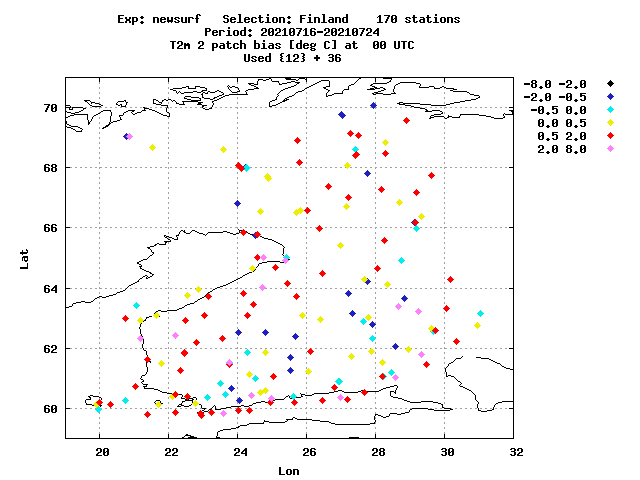 Exp: newsurf   Selection: Finland    170 stations
Period: 20210716-20210724
T2m 2 patch bias [deg C] at  00 UTC
Used {12} + 36
-8.0 -2.0
-2.0 -0.5
-0.5 0.0
0.0 0.5
0.5 2.0
2.0 8.0
70
68
66
64
62
60
Lat
20 22 24 26 28 30 32
Lon